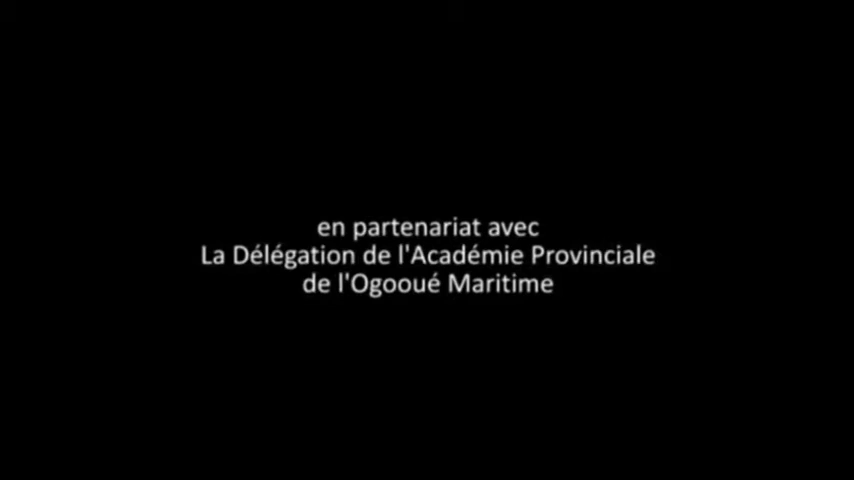 en partenariat avec
La Délégation de l'Académie Provinciale
de l'Ogooué Maritime